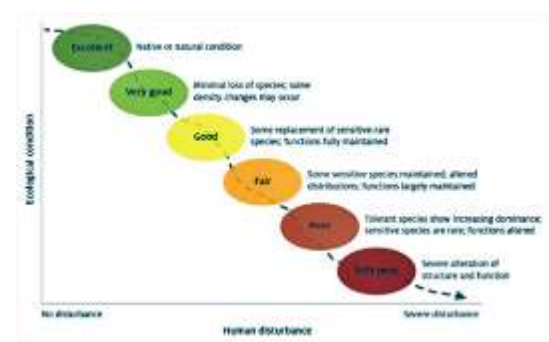 Excellent
Native or natural condition
Very good
Minimal loss of species; some
density changes may occur
Good
Some replacement of sensitive rare
species; functions fully maintained
Fair
Some sensitive species maintained; altered
distributions; functions largely maintained
Poor
Tolerant species show increasing dominance;
sensitive species are rare; functions altered
Very poor
Severe alteration of
structure and function
Ecological condition
No disturbance
Severe disturbance
Human disturbance